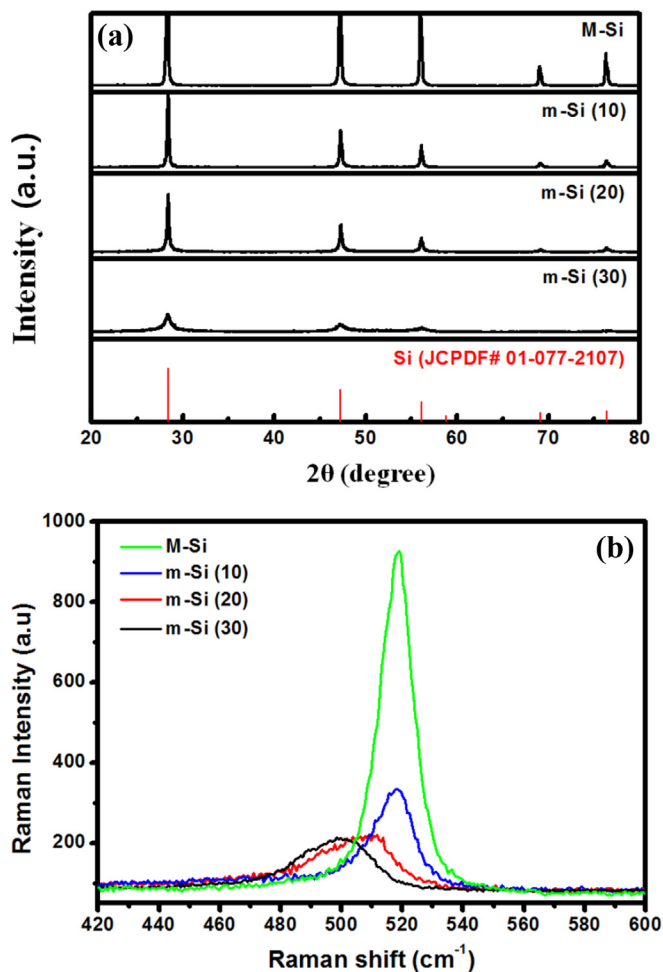 (a)
M-Si
m-Si (10)
m-Si (20)
m-Si (30)
Si (JCPDF# 01-077-2107)
Intensity (a.u.)
20 30 40 50 60 70 80
2θ (degree)
(b)
M-Si
m-Si (10)
m-Si (20)
m-Si (30)
Raman Intensity (a.u)
1000
800
600
400
200
420 440 460 480 500 520 540 560 580 600
Raman shift (cm⁻¹)